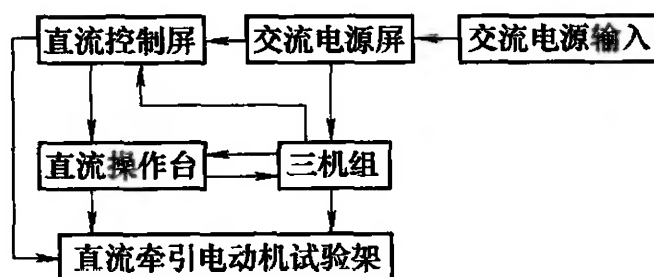 直流控制屏
交流电源屏
交流电源输入
直流操作台
三机组
直流牵引电动机试验架